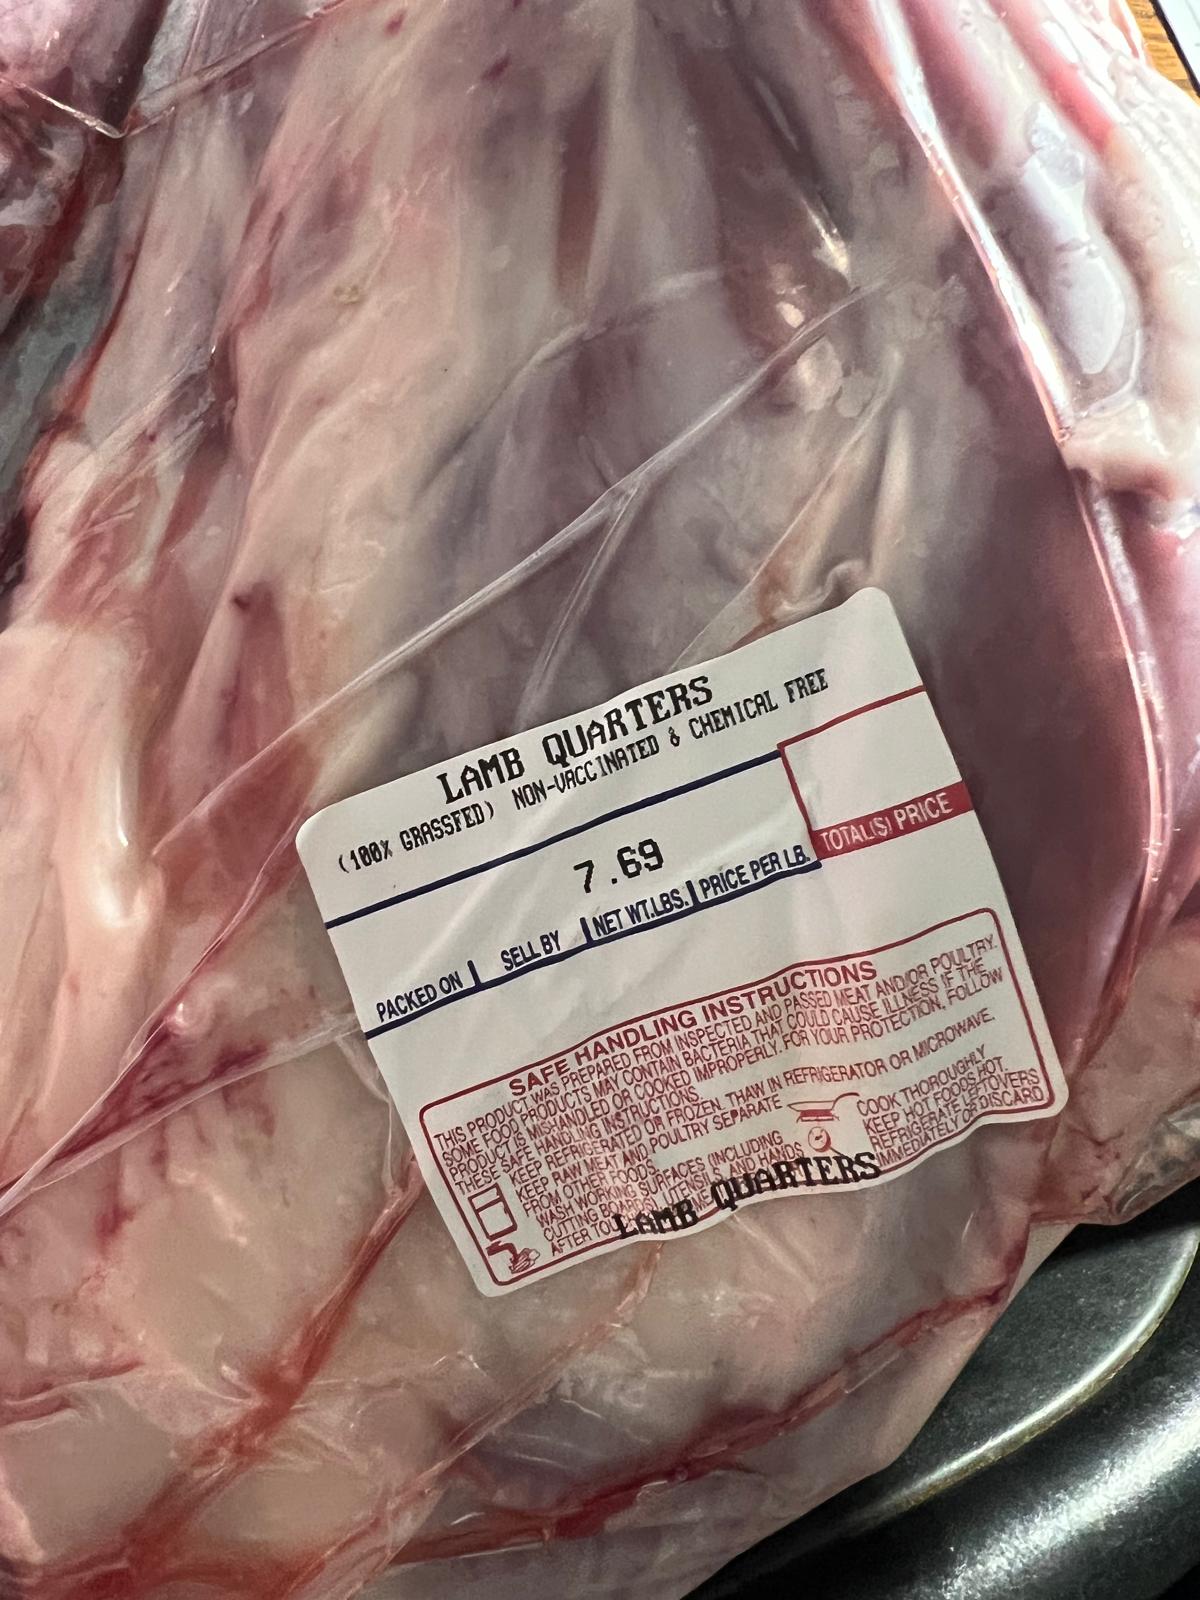 LAMB QUARTERS
(100% GRASSFED) NON-VACCINATED & CHEMICAL FREE
7.69
PACKED ON SELL BY NET WT.LBS. PRICE PER LB. TOTAL(S) PRICE
SAFE HANDLING INSTRUCTIONS
THIS PRODUCT WAS PREPARED FROM INSPECTED AND PASSED MEAT AND/OR POULTRY.
SOME FOOD PRODUCTS MAY CONTAIN BACTERIA THAT COULD CAUSE ILLNESS IF THE
PRODUCT IS MISHANDLED OR COOKED IMPROPERLY. FOR YOUR PROTECTION, FOLLOW
THESE SAFE HANDLING INSTRUCTIONS.
KEEP REFRIGERATED OR FROZEN. THAW IN REFRIGERATOR OR MICROWAVE.
KEEP RAW MEAT AND POULTRY SEPARATE
FROM OTHER FOODS.
WASH WORKING SURFACES (INCLUDING
CUTTING BOARDS), UTENSILS, AND HANDS
AFTER
COOK THOROUGHLY
KEEP HOT FOODS HOT.
REFRIGERATE LEFTOVERS
IMMEDIATELY OR DISCARD
LAMB QUARTERS